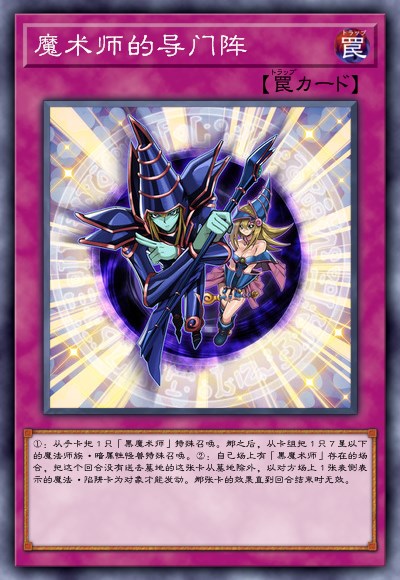 魔术师的导门阵
トラップ
罠
トラップ
【罠カード】
①：从手卡把1只「黑魔术师」特殊召唤。那之后，从卡组把1只7星以下
的魔法师族·暗属性怪兽特殊召唤。②：自己场上有「黑魔术师」存在的场
合，把这个回合没有送去墓地的这张卡从墓地除外，以对方场上1张表侧表
示的魔法·陷阱卡为对象才能发动。那张卡的效果直到回合结束时无效。